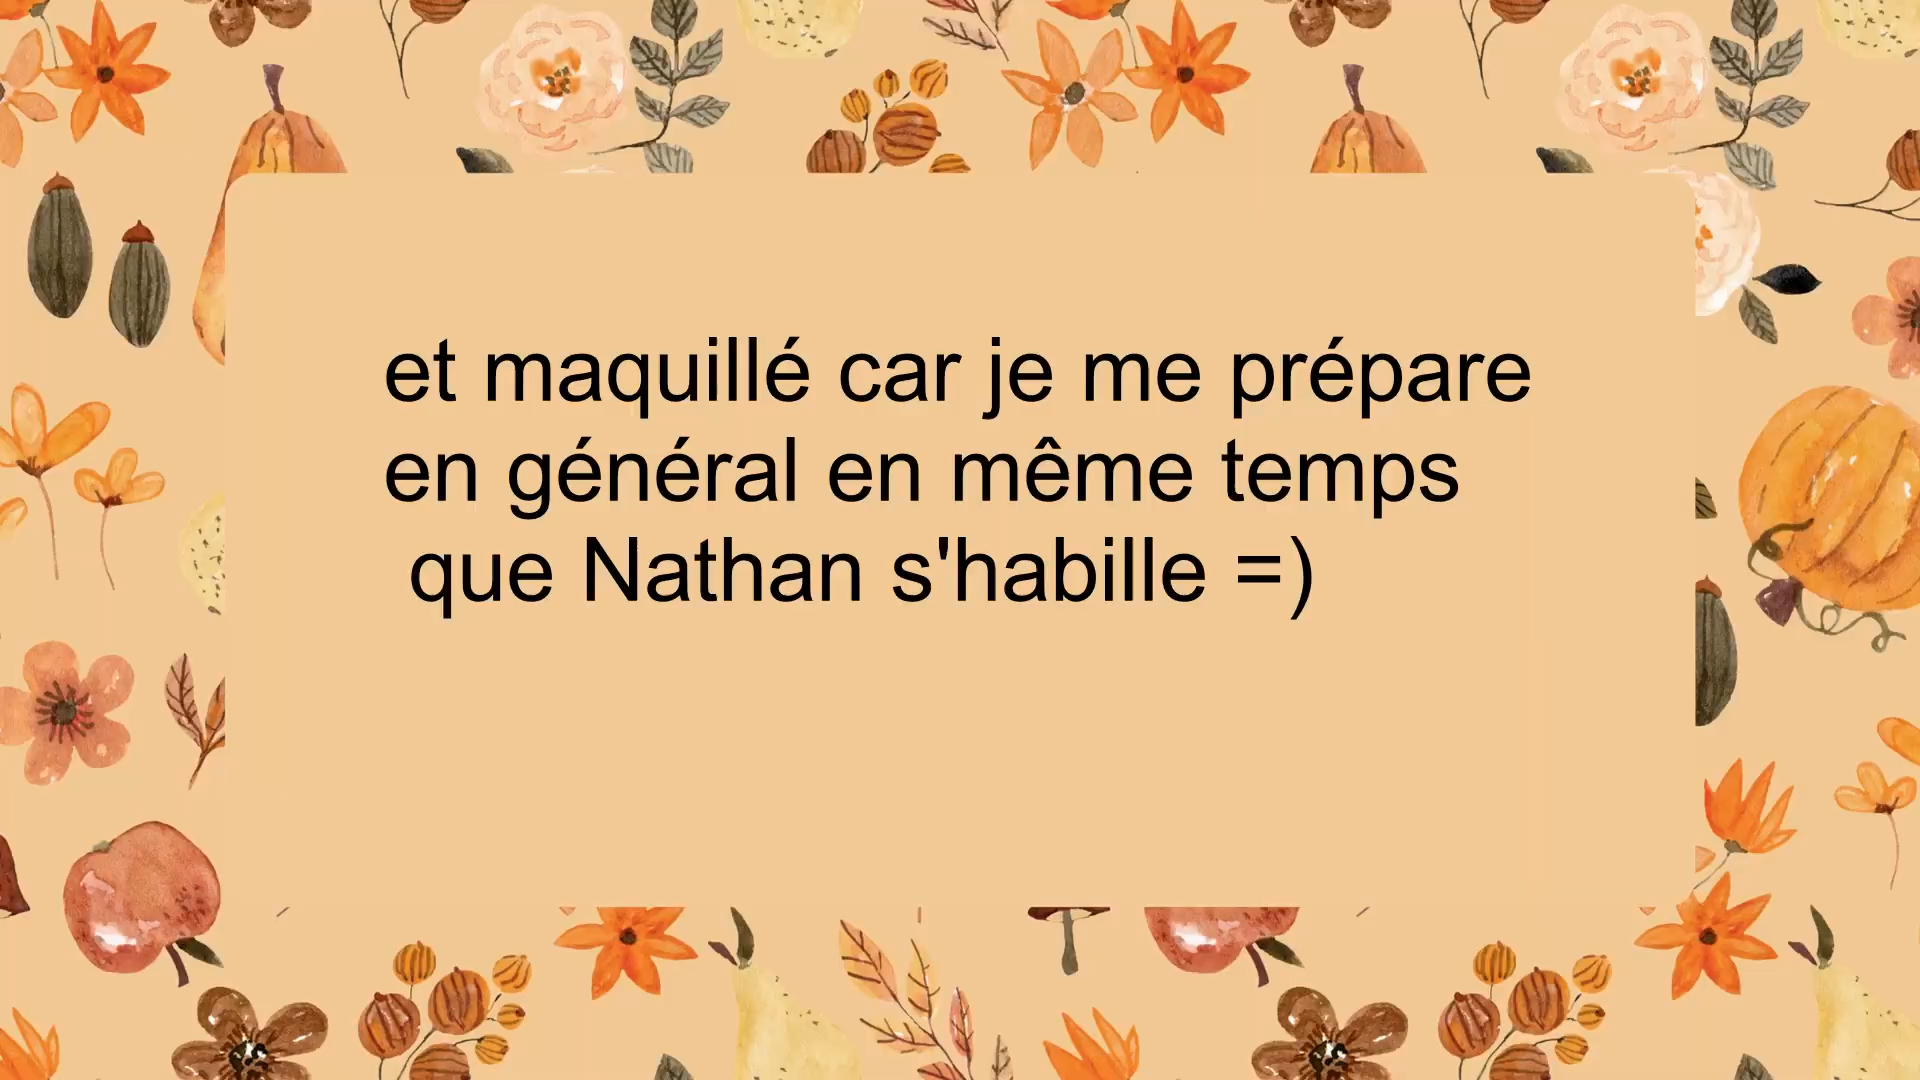 et maquillé car je me prépare
en général en même temps
que Nathan s'habille =)